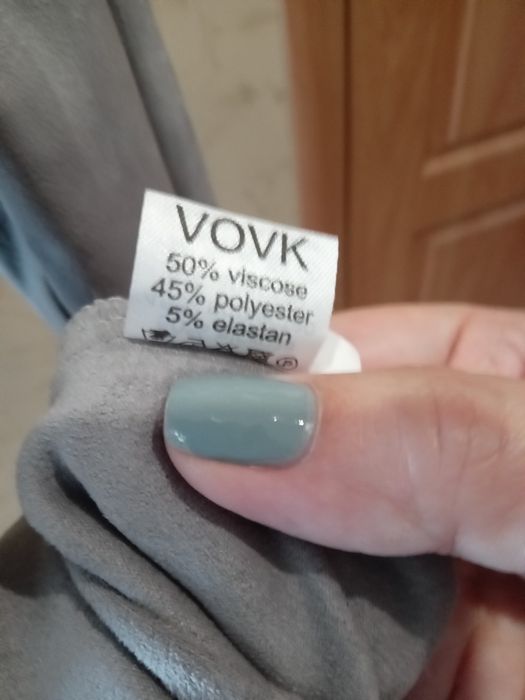 VOVK
50% viscose
45% polyester
5% elastan